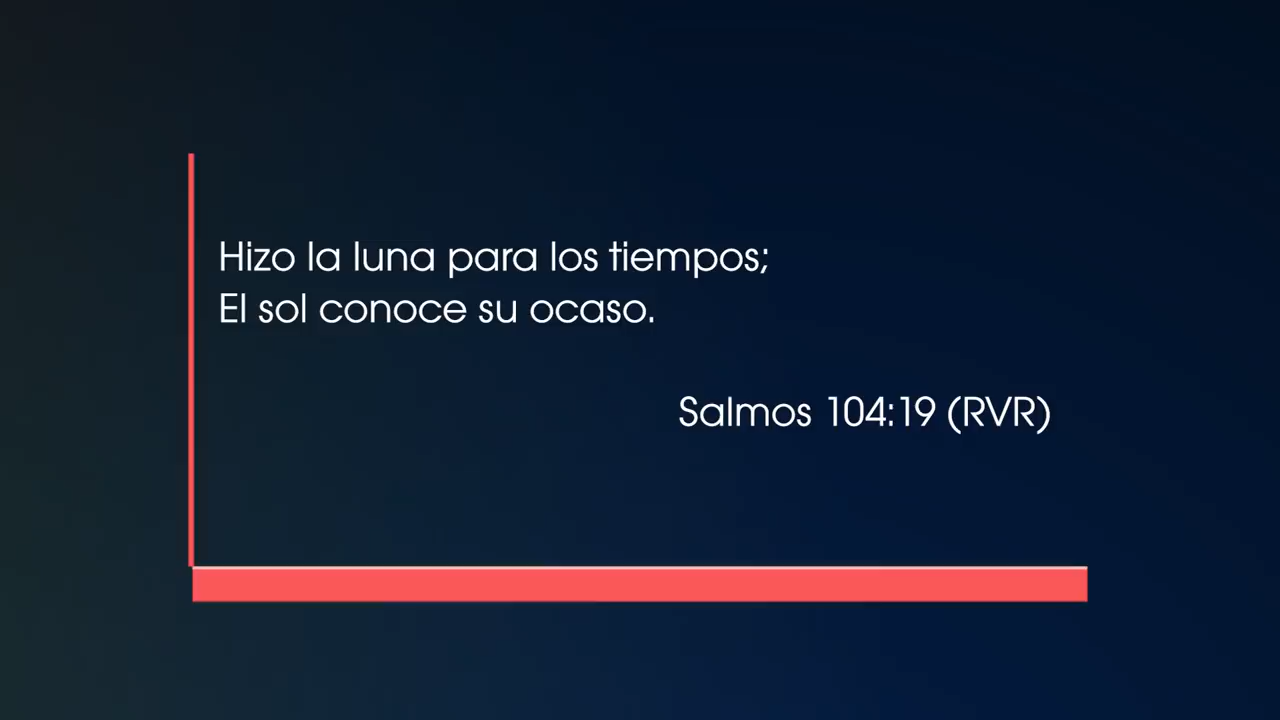 Hizo la luna para los tiempos;
El sol conoce su ocaso.
Salmos 104:19 (RVR)